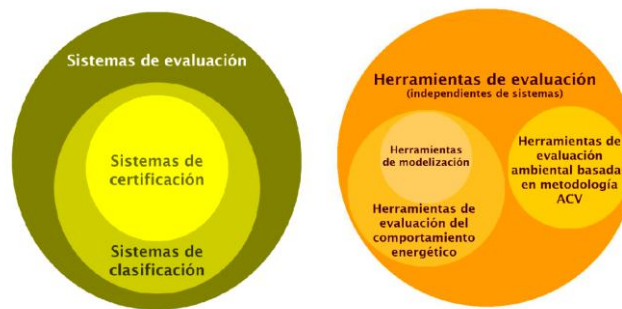 Sistemas de evaluación
Sistemas de
certificación
Sistemas de
clasificación
Herramientas de evaluación
(independientes de sistemas)
Herramientas
de modelización
Herramientas de
evaluación del
comportamiento
energético
Herramientas de
evaluación
ambiental basada
en metodología
ACV